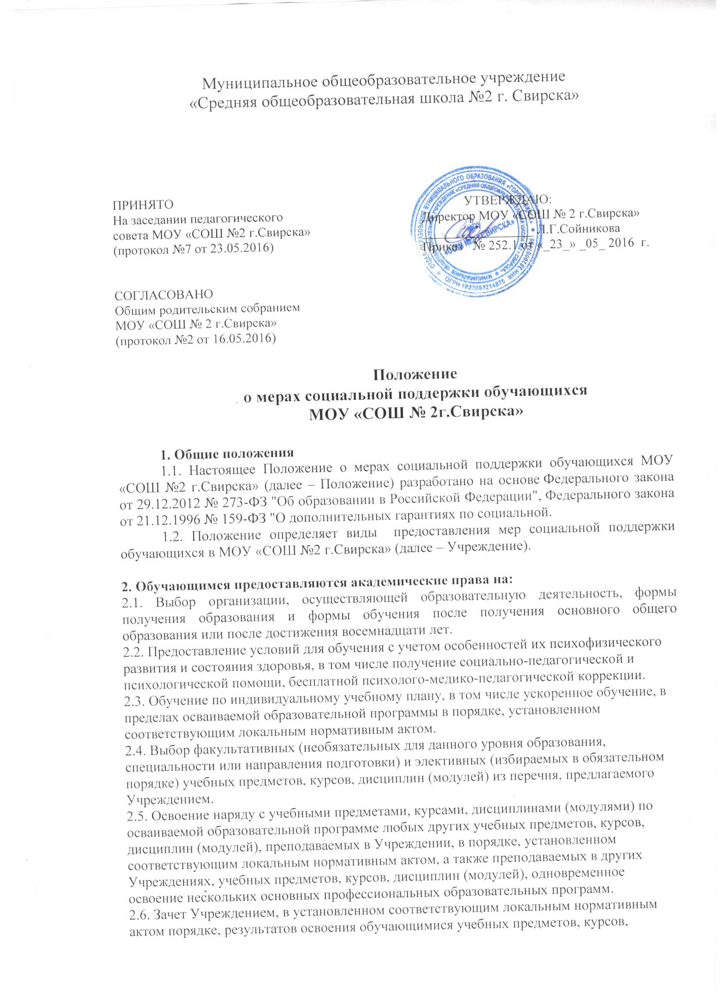 Муниципальное общеобразовательное учреждение
«Средняя общеобразовательная школа №2 г. Свирска»
ПРИНЯТО
На заседании педагогического
совета МОУ «СОШ №2 г.Свирска»
(протокол №7 от 23.05.2016)
УТВЕРЖДАЮ:
Директор МОУ «СОШ № 2 г.Свирска»
Л.Г.Сойникова
Приказ № 252.1 от «_23_» _05_ 2016 г.
МОУ
«СОШ №2 г.СВИРСКА»
СОГЛАСОВАНО
Общим родительским собранием
МОУ «СОШ № 2 г.Свирска»
(протокол №2 от 16.05.2016)
Положение
о мерах социальной поддержки обучающихся
МОУ «СОШ № 2г.Свирска»
1. Общие положения
1.1. Настоящее Положение о мерах социальной поддержки обучающихся МОУ
«СОШ №2 г.Свирска» (далее – Положение) разработано на основе Федерального закона
от 29.12.2012 № 273-ФЗ "Об образовании в Российской Федерации", Федерального закона
от 21.12.1996 № 159-ФЗ "О дополнительных гарантиях по социальной.
1.2. Положение определяет виды предоставления мер социальной поддержки
обучающихся в МОУ «СОШ №2 г.Свирска» (далее – Учреждение).
2. Обучающимся предоставляются академические права на:
2.1. Выбор организации, осуществляющей образовательную деятельность, формы
получения образования и формы обучения после получения основного общего
образования или после достижения восемнадцати лет.
2.2. Предоставление условий для обучения с учетом особенностей их психофизического
развития и состояния здоровья, в том числе получение социально-педагогической и
психологической помощи, бесплатной психолого-медико-педагогической коррекции.
2.3. Обучение по индивидуальному учебному плану, в том числе ускоренное обучение, в
пределах осваиваемой образовательной программы в порядке, установленном
соответствующим локальным нормативным актом.
2.4. Выбор факультативных (необязательных для данного уровня образования,
специальности или направления подготовки) и элективных (избираемых в обязательном
порядке) учебных предметов, курсов, дисциплин (модулей) из перечня, предлагаемого
Учреждением.
2.5. Освоение наряду с учебными предметами, курсами, дисциплинами (модулями) по
осваиваемой образовательной программе любых других учебных предметов, курсов,
дисциплин (модулей), преподаваемых в Учреждении, в порядке, установленном
соответствующим локальным нормативным актом, а также преподаваемых в других
Учреждениях, учебных предметов, курсов, дисциплин (модулей), одновременное
освоение нескольких основных профессиональных образовательных программ.
2.6. Зачет Учреждением, в установленном соответствующим локальным нормативным
актом порядке, результатов освоения обучающимися учебных предметов, курсов,